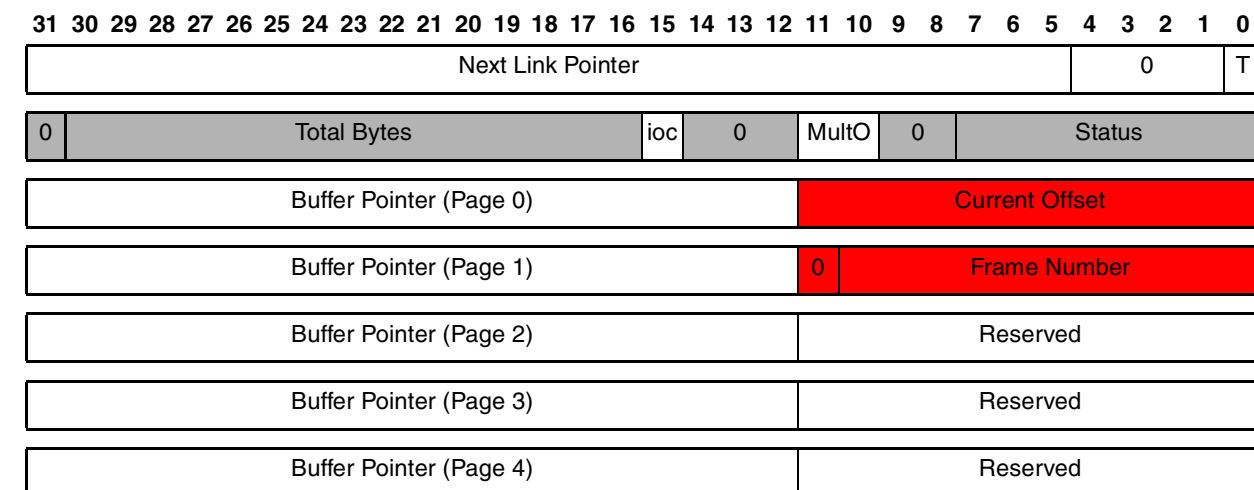 31 30 29 28 27 26 25 24 23 22 21 20 19 18 17 16 15 14 13 12 11 10 9 8 7 6 5 4 3 2 1 0
Next Link Pointer 0 T
0 Total Bytes ioc 0 MultO 0 Status
Buffer Pointer (Page 0) Current Offset
Buffer Pointer (Page 1) 0 Frame Number
Buffer Pointer (Page 2) Reserved
Buffer Pointer (Page 3) Reserved
Buffer Pointer (Page 4) Reserved